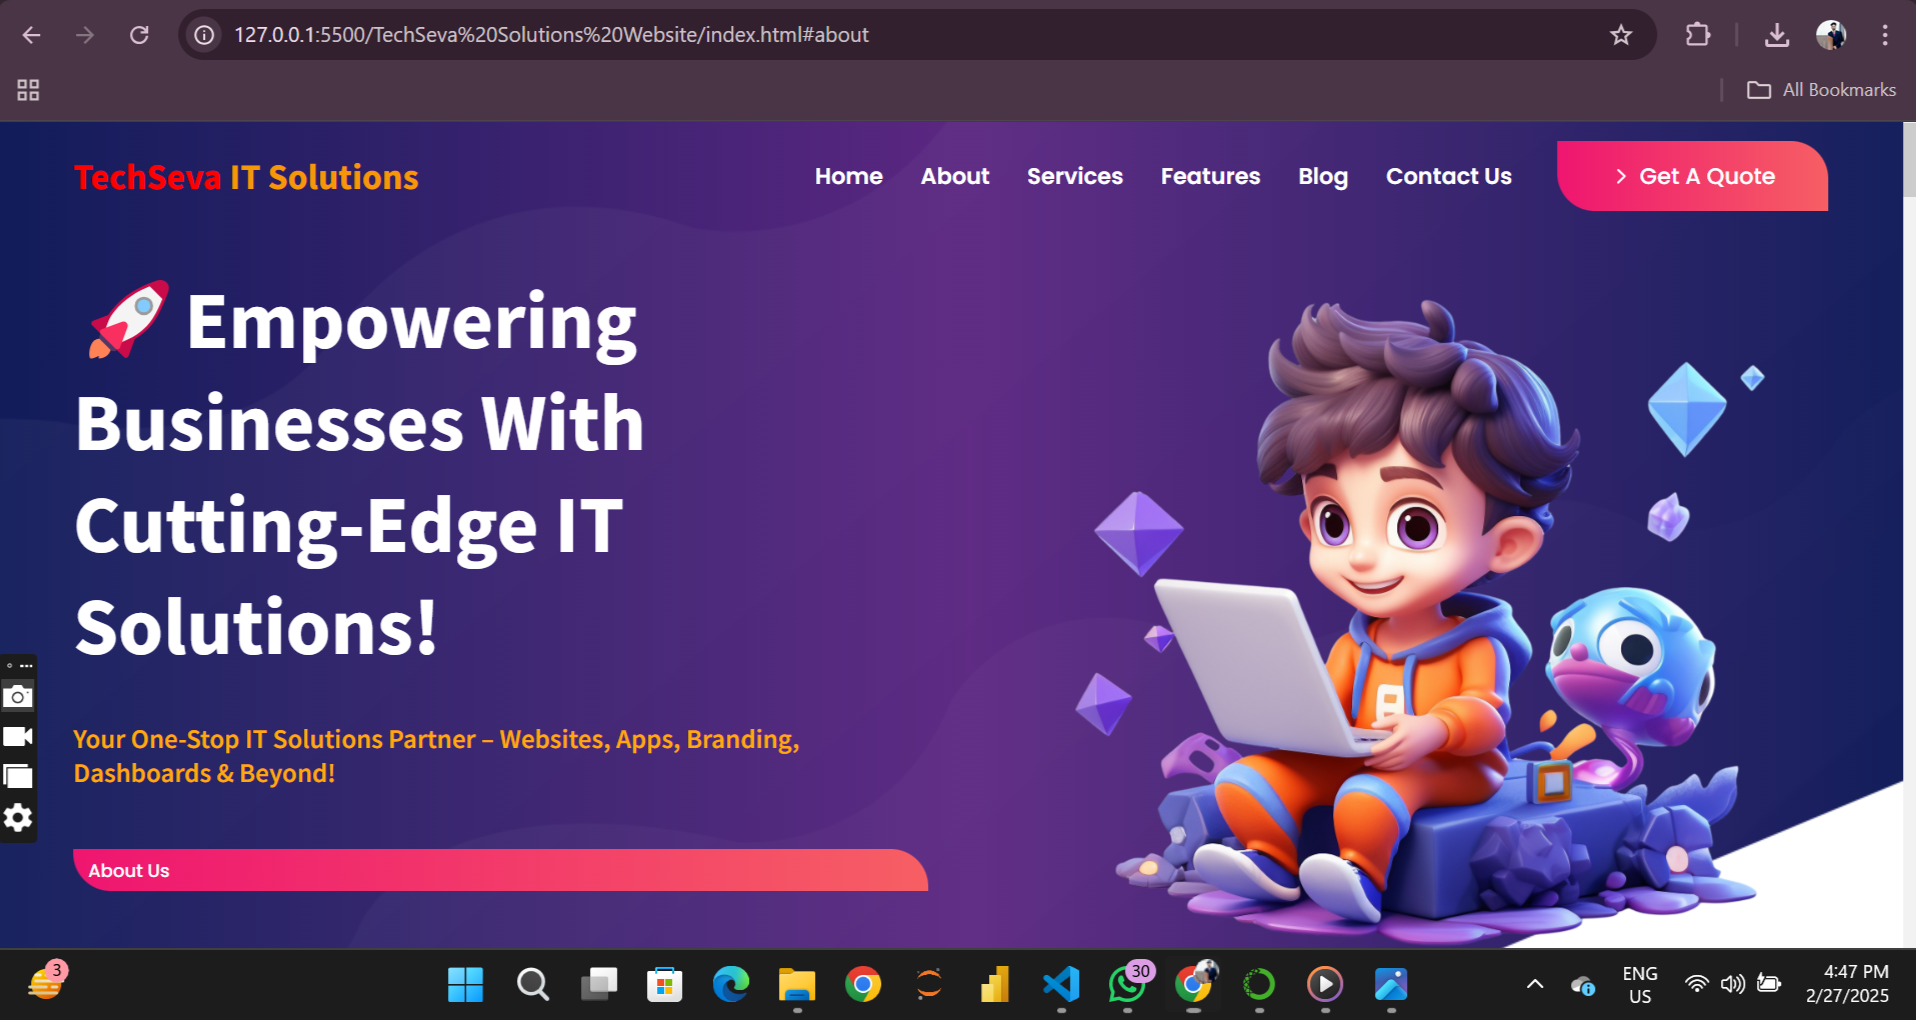 127.0.0.1:5500/TechSeva%20Solutions%20Website/index.html#about
All Bookmarks
TechSeva IT Solutions
Home About Services Features Blog Contact Us
Get A Quote
🚀 Empowering
Businesses With
Cutting-Edge IT
Solutions!
Your One-Stop IT Solutions Partner – Websites, Apps, Branding,
Dashboards & Beyond!
About Us
3
30
ENG
US
4:47 PM
2/27/2025